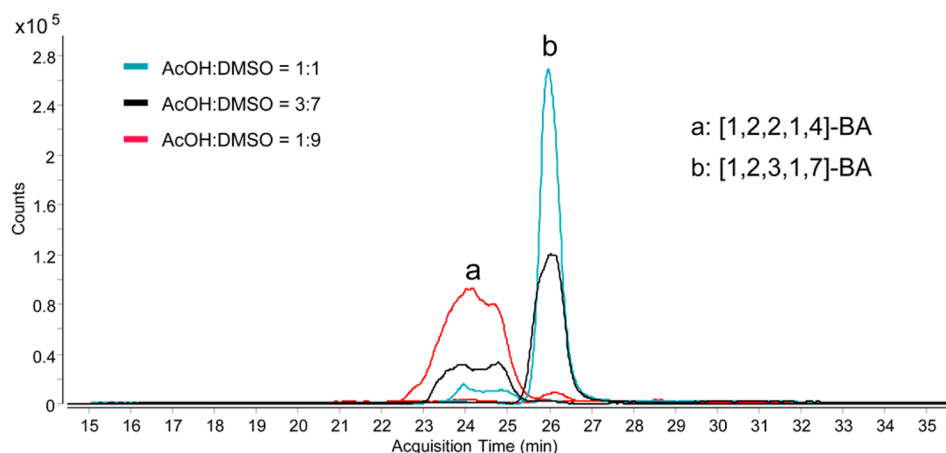 x10 5
2.8
2.4
2
1.6
1.2
0.8
0.4
0
Counts
AcOH:DMSO = 1:1
AcOH:DMSO = 3:7
AcOH:DMSO = 1:9
a
b
a: [1,2,2,1,4]-BA
b: [1,2,3,1,7]-BA
15 16 17 18 19 20 21 22 23 24 25 26 27 28 29 30 31 32 33 34 35
Acquisition Time (min)